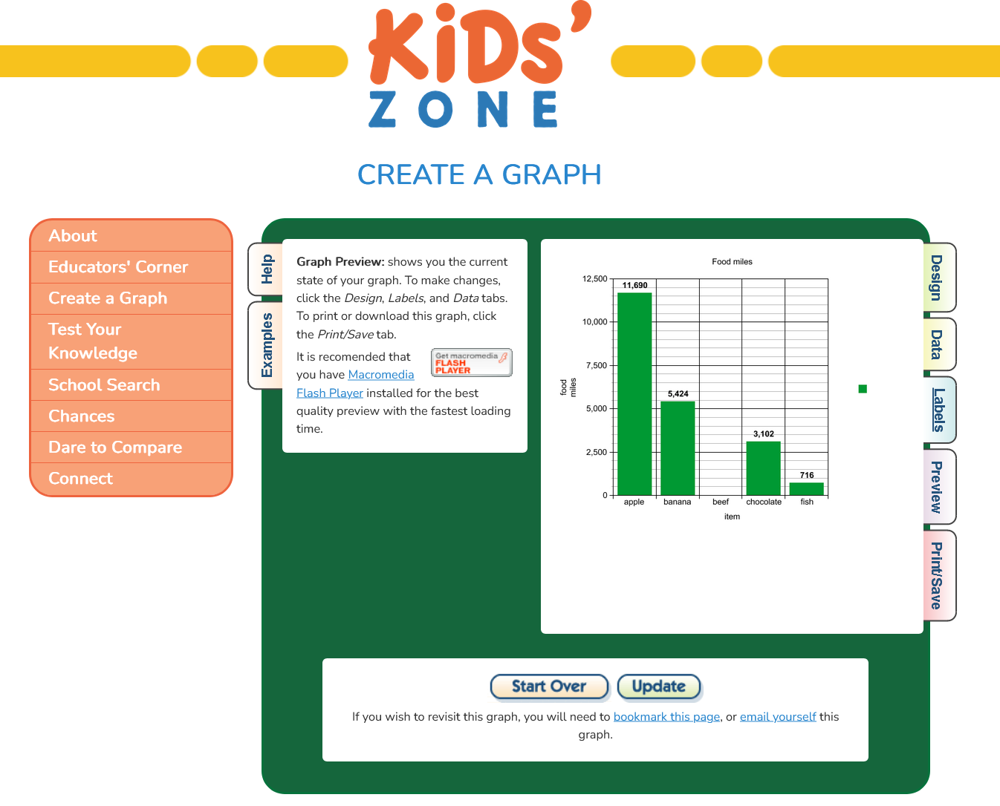 KiDS'
ZONE
CREATE A GRAPH
About
Educators' Corner
Create a Graph
Test Your
Knowledge
School Search
Chances
Dare to Compare
Connect
Help
Examples
Graph Preview: shows you the current
state of your graph. To make changes,
click the Design, Labels, and Data tabs.
To print or download this graph, click
the Print/Save tab.
It is recomended that
you have Macromedia
Flash Player installed for the best
quality preview with the fastest loading
time.
Get macromedia
FLASH
PLAYER
Food miles
12,500
10,000
7,500
5,000
2,500
0
food
miles
11,690
5,424
3,102
716
apple
banana
beef
chocolate
fish
item
Design
Data
Labels
Preview
Print/Save
Start Over
Update
If you wish to revisit this graph, you will need to bookmark this page, or email yourself this
graph.